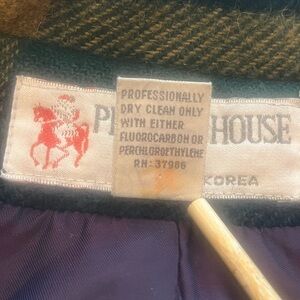 PROFESSIONALLY
DRY CLEAN ONLY
WITH EITHER
FLUOROCARBON OR
PERCHLOROETHYLENE
RN: 37986
HOUSE
KOREA